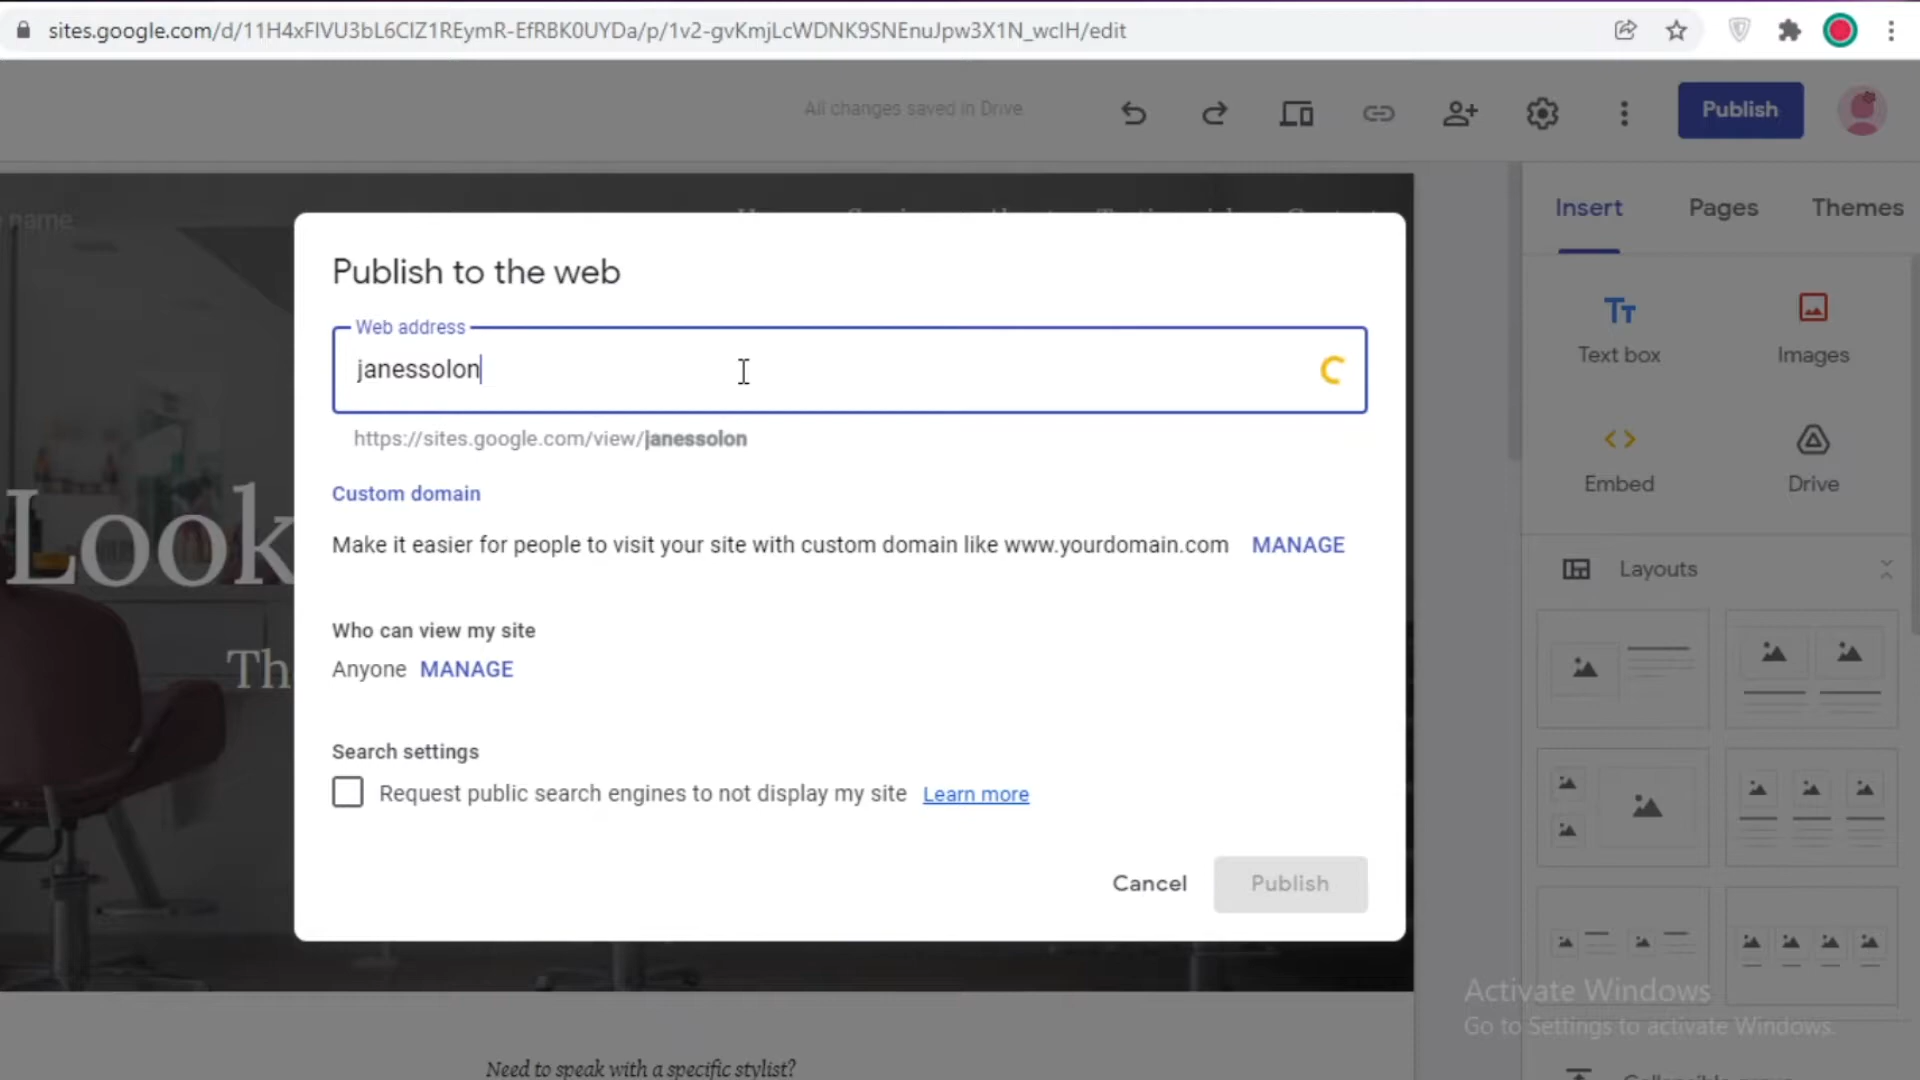 sites.google.com/d/11H4xFIVU3bL6CIZ1REymR-EfRBK0UYDa/p/1v2-gvKmjLcWDNK9SNEnuJpw3X1N_wcIH/edit
All changes saved in Drive
Publish
name
Insert
Pages
Themes
Publish to the web
Web address
janessolon
https://sites.google.com/view/janessolon
Custom domain
Make it easier for people to visit your site with custom domain like www.yourdomain.com MANAGE
Who can view my site
Anyone MANAGE
Search settings
Request public search engines to not display my site Learn more
Cancel
Publish
Text box
Images
Embed
Drive
Layouts
Look
Th
Activate Windows
Go to Settings to activate Windows.
Need to speak with a specific stylist?